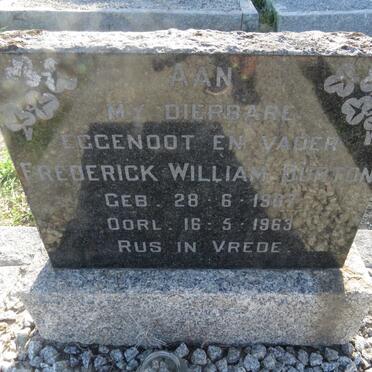 AAN
MY DIERBARE
EGGENOOT EN VADER
FREDERICK WILLIAM BURTON
GEB. 28-6-1907
OORL. 16-5-1963
RUS IN VREDE